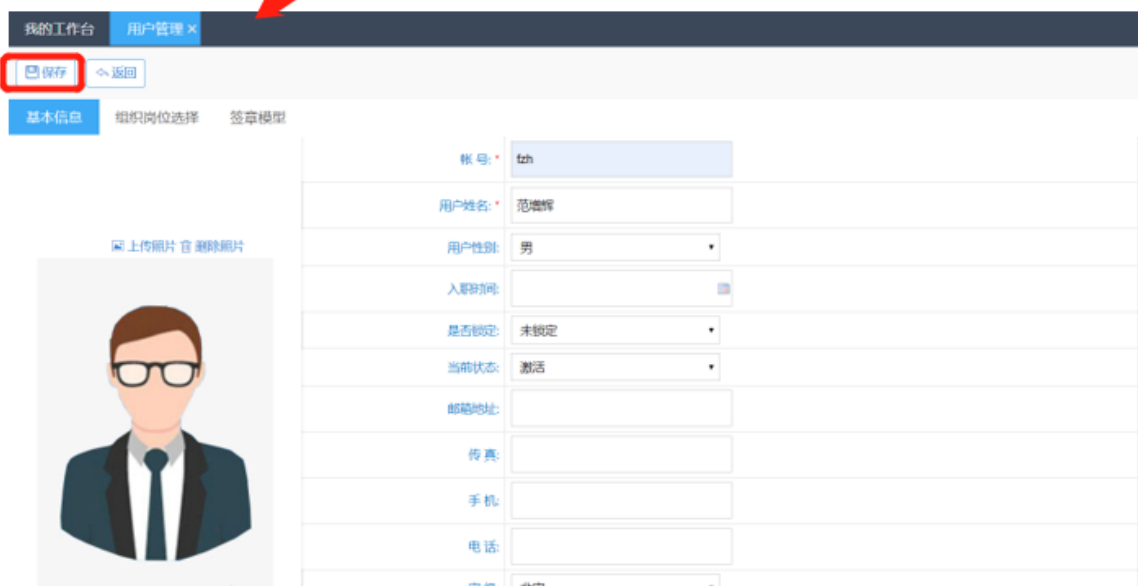 我的工作台 用户管理 ×
保存 返回
基本信息 组织岗位选择 签章模型
帐 号: * fzh
用户姓名: * 范增辉
上传照片 删除照片
用户性别: 男
入职时间:
是否锁定: 未锁定
当前状态: 激活
邮箱地址:
传 真:
手 机:
电 话: